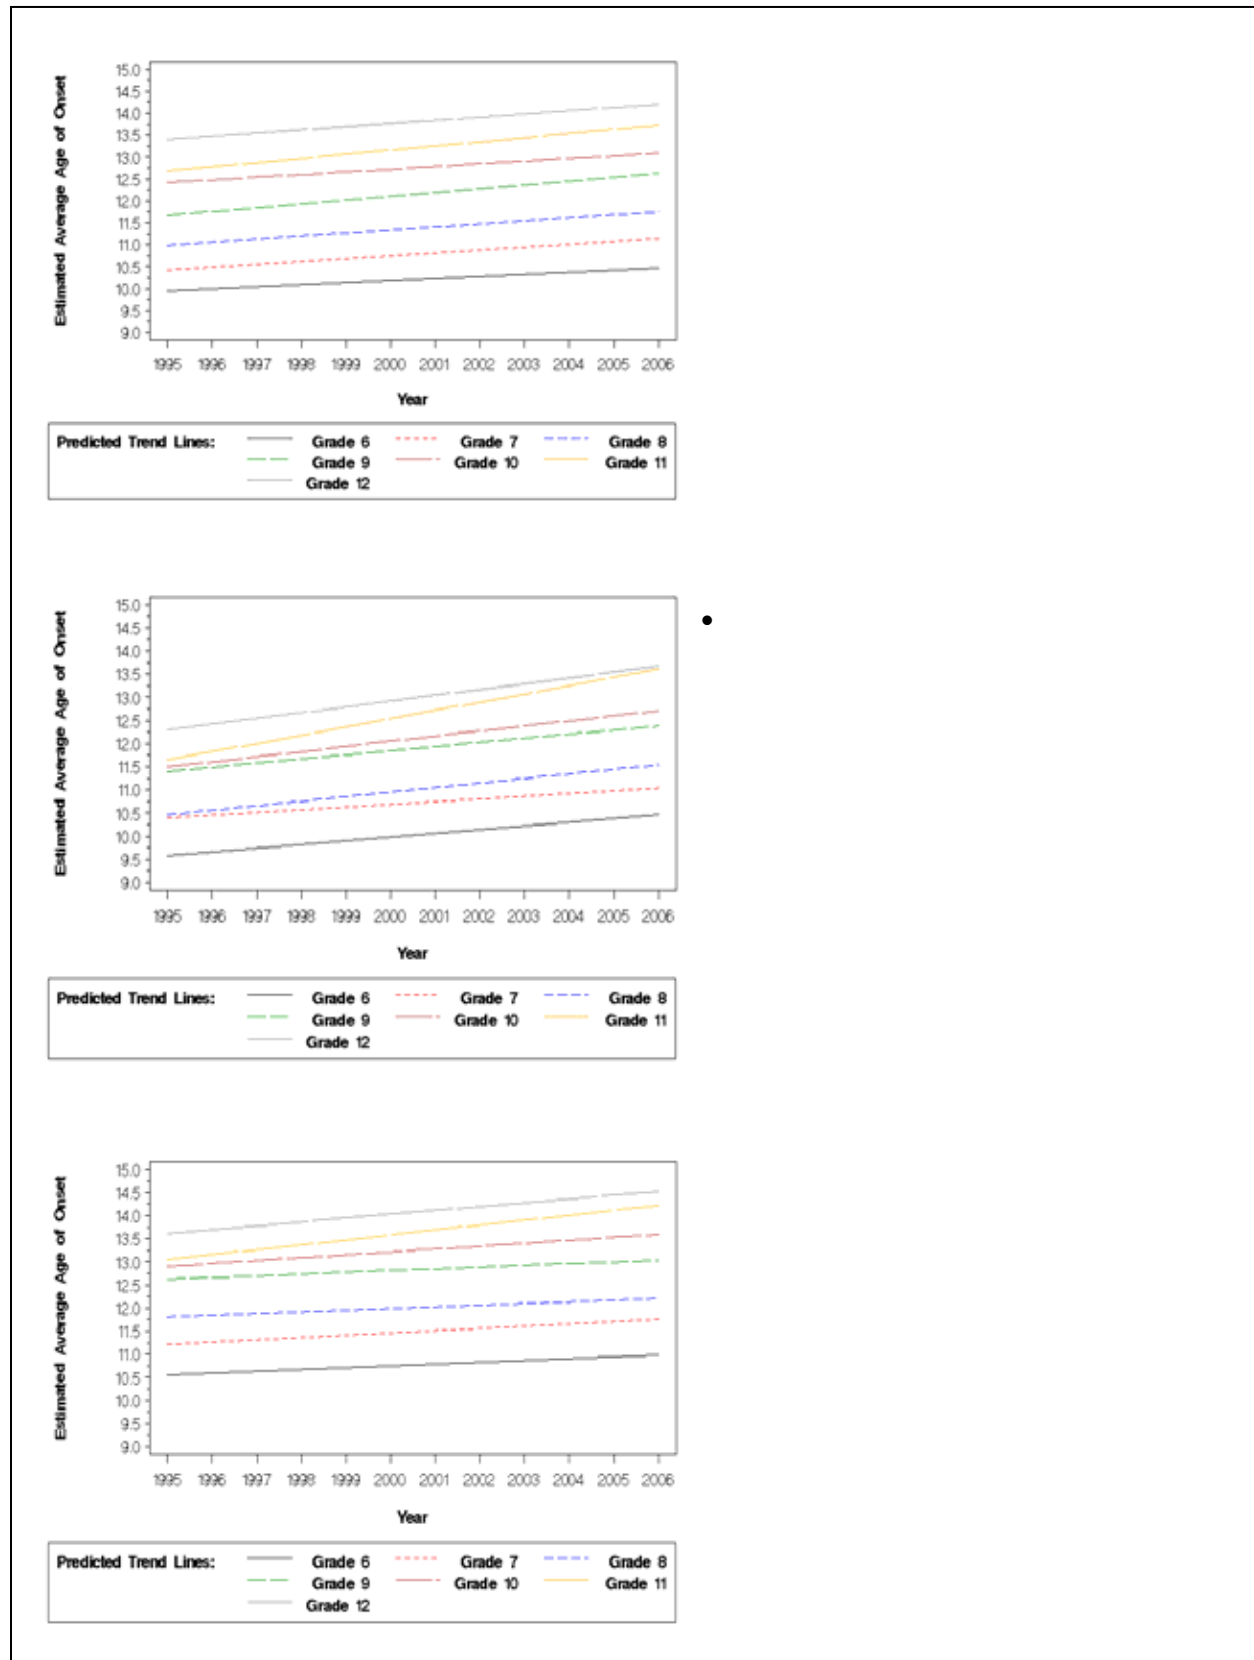 Estimated Average Age of Onset
15.0
14.5
14.0
13.5
13.0
12.5
12.0
11.5
11.0
10.5
10.0
9.5
9.0
1995 1996 1997 1998 1999 2000 2001 2002 2003 2004 2005 2006
Year
Predicted Trend Lines: Grade 6 Grade 7 Grade 8
Grade 9 Grade 10 Grade 11
Grade 12
•
Estimated Average Age of Onset
15.0
14.5
14.0
13.5
13.0
12.5
12.0
11.5
11.0
10.5
10.0
9.5
9.0
1995 1996 1997 1998 1999 2000 2001 2002 2003 2004 2005 2006
Year
Predicted Trend Lines: Grade 6 Grade 7 Grade 8
Grade 9 Grade 10 Grade 11
Grade 12
Estimated Average Age of Onset
15.0
14.5
14.0
13.5
13.0
12.5
12.0
11.5
11.0
10.5
10.0
9.5
9.0
1995 1996 1997 1998 1999 2000 2001 2002 2003 2004 2005 2006
Year
Predicted Trend Lines: Grade 6 Grade 7 Grade 8
Grade 9 Grade 10 Grade 11
Grade 12